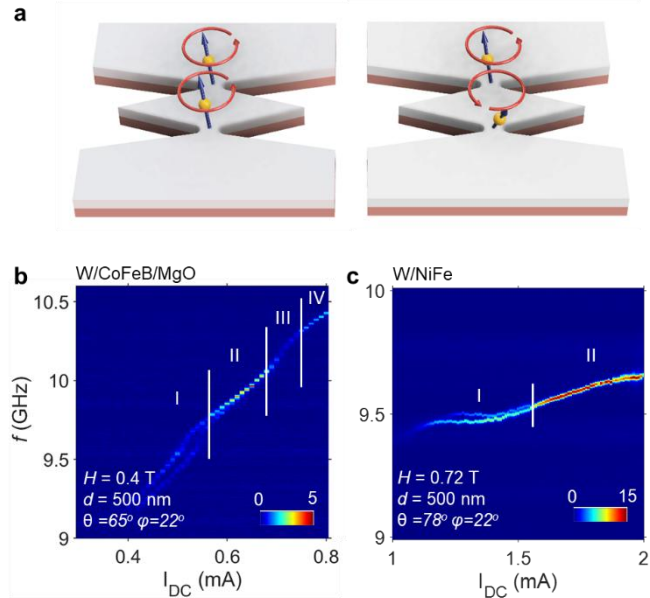 a
b
W/CoFeB/MgO
10.5
10
9.5
9
f (GHz)
I
II
III
IV
H = 0.4 T
d = 500 nm
θ =65° φ=22°
0
5
0.4
0.6
0.8
I_DC (mA)
c
W/NiFe
10
9.5
9
I
II
H = 0.72 T
d = 500 nm
θ = 78° φ=22°
0
15
1
1.5
2
I_DC (mA)